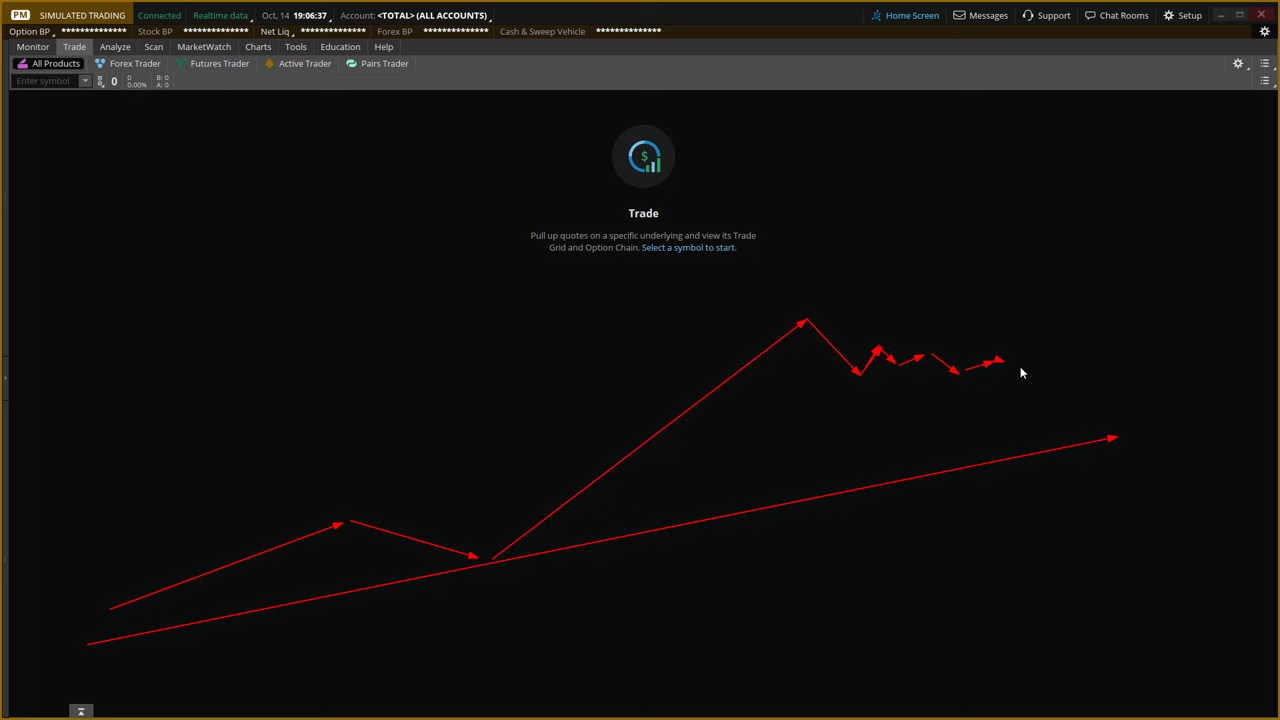 PM SIMULATED TRADING Connected Realtime data Oct, 14 19:06:37 Account: <TOTAL> (ALL ACCOUNTS) Home Screen Messages Support Chat Rooms Setup
Option BP ************** Stock BP ************** Net Liq ************** Forex BP ************** Cash & Sweep Vehicle **************
Monitor Trade Analyze Scan MarketWatch Charts Tools Education Help
All Products Forex Trader Futures Trader Active Trader Pairs Trader
Enter symbol 0 0 B: 0
0.00% A: 0
$
Trade
Pull up quotes on a specific underlying and view its Trade
Grid and Option Chain. Select a symbol to start.